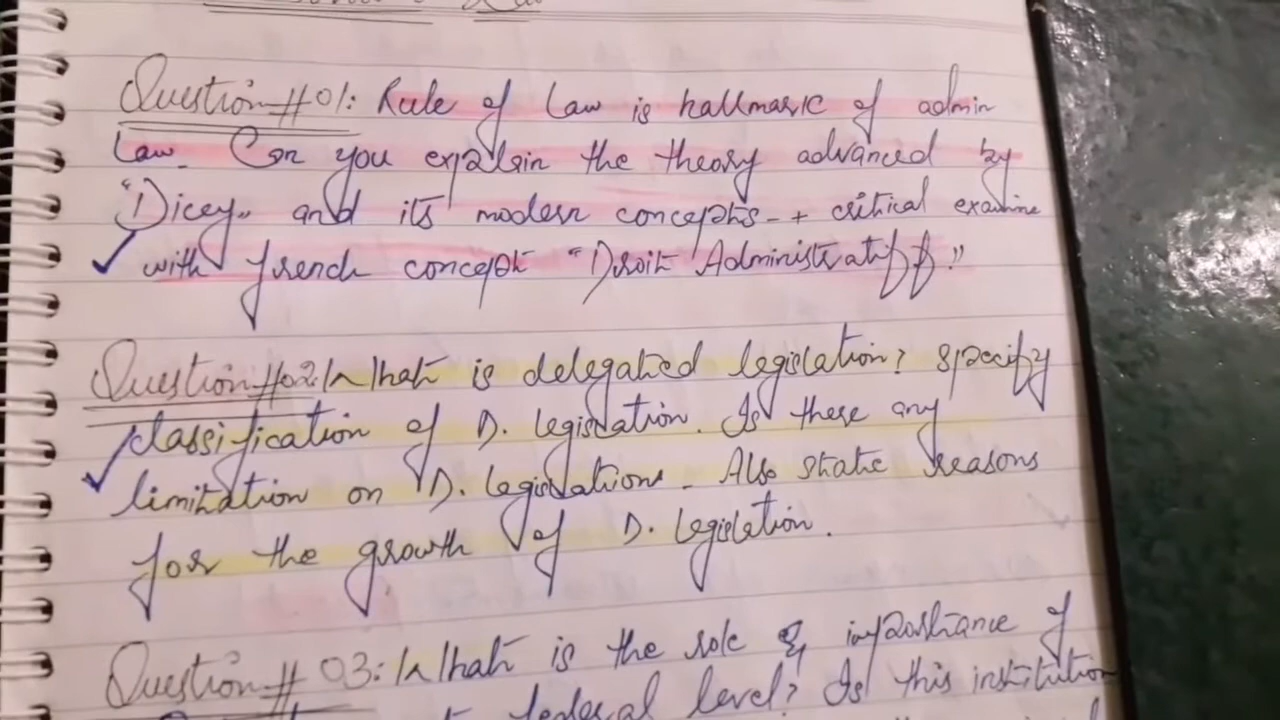 Law
Question #01: Rule of Law is hallmark of admin
Law. Can you explain the theory advanced by
"Dicey" and its modern concepts - + critical examine
with french concept "Droit Administratiff."
Question #02: What is delegated legislation? Specify
classification of D. Legislation. Is there any
limitation on D. Legislations - Also state reasons
for the growth of D. Legislation.
Question # 03: What is the role & importance of
federal level? Is this institution